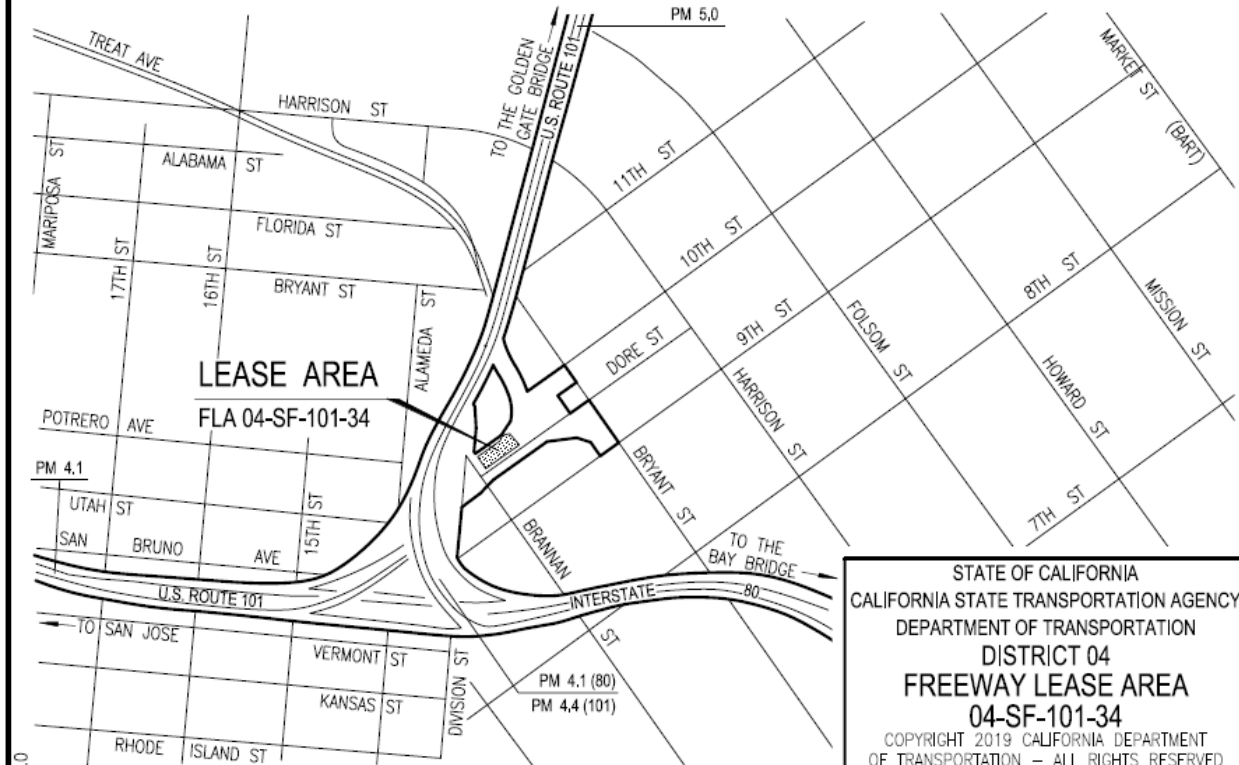 PM 5.0
TREAT AVE
HARRISON ST
TO THE GOLDEN
GATE BRIDGE
U.S. ROUTE 101
MARKET ST
(BART)
MARIPOSA ST
ALABAMA ST
11TH ST
FLORIDA ST
10TH ST
17TH ST
16TH ST
BRYANT ST
ALAMEDA ST
8TH ST
MISSION ST
DORE ST
9TH ST
FOLSOM ST
HOWARD ST
LEASE AREA
FLA 04-SF-101-34
HARRISON ST
POTRERO AVE
BRYANT ST
PM 4.1
UTAH ST
15TH ST
7TH ST
SAN BRUNO AVE
BRANNAN ST
TO THE
BAY BRIDGE
U.S. ROUTE 101
INTERSTATE 80
TO SAN JOSE
VERMONT ST
DIVISION ST
PM 4.1 (80)
PM 4.4 (101)
KANSAS ST
RHODE ISLAND ST
STATE OF CALIFORNIA
CALIFORNIA STATE TRANSPORTATION AGENCY
DEPARTMENT OF TRANSPORTATION
DISTRICT 04
FREEWAY LEASE AREA
04-SF-101-34
COPYRIGHT 2019 CALIFORNIA DEPARTMENT
OF TRANSPORTATION – ALL RIGHTS RESERVED